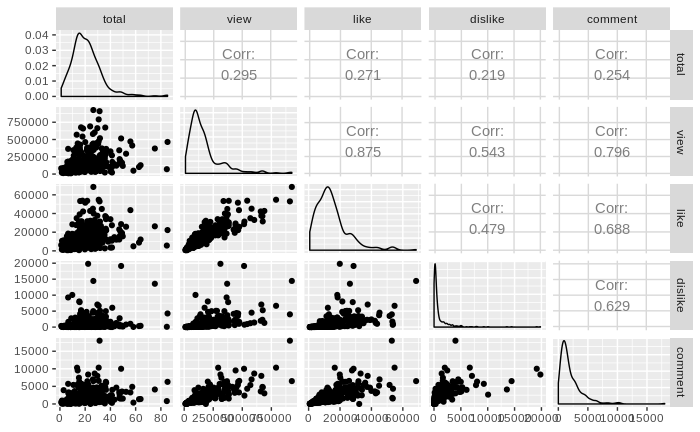 total view like dislike comment
0.04
0.03
0.02
0.01
0.00
Corr:
0.295
Corr:
0.271
Corr:
0.219
Corr:
0.254
total
750000
500000
250000
0
Corr:
0.875
Corr:
0.543
Corr:
0.796
view
60000
40000
20000
0
Corr:
0.479
Corr:
0.688
like
20000
15000
10000
5000
0
Corr:
0.629
dislike
15000
10000
5000
0
comment
0 20 40 60 80
0 250000 500000 750000
0 20000 40000 60000
0 5000 10000 15000 20000
0 5000 10000 15000